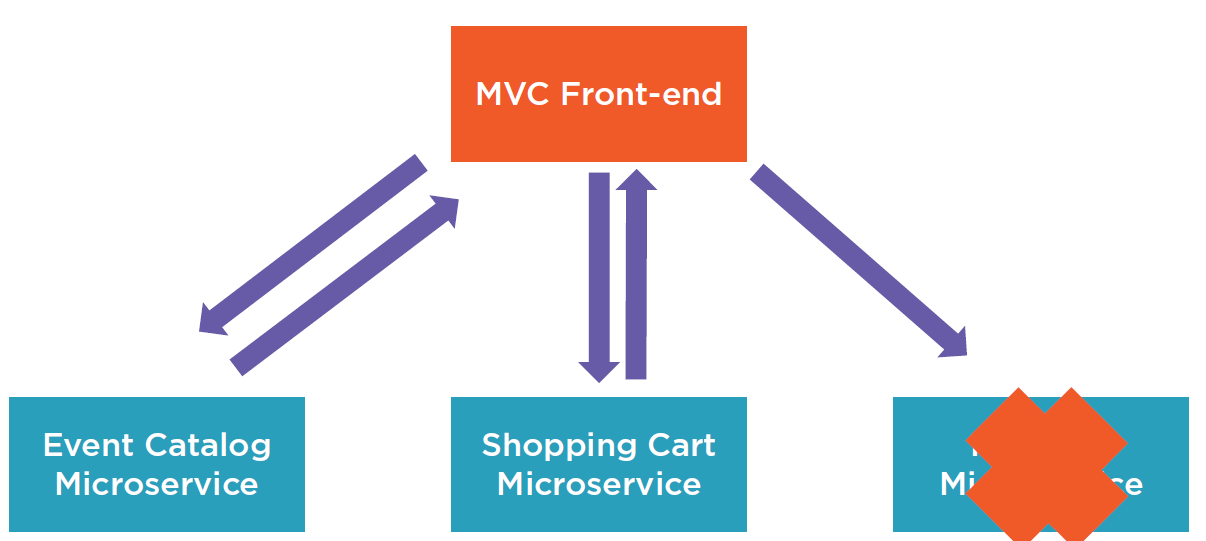 MVC Front-end
Event Catalog
Microservice
Shopping Cart
Microservice